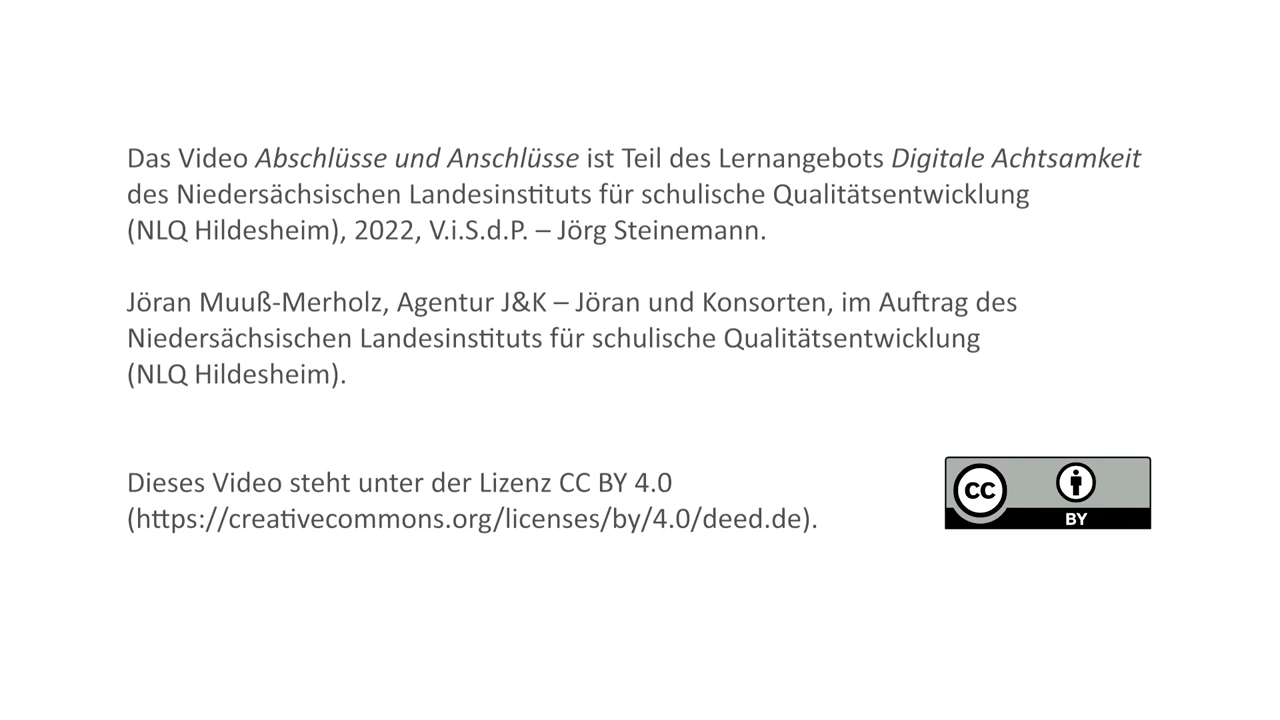 Das Video Abschlüsse und Anschlüsse ist Teil des Lernangebots Digitale Achtsamkeit
des Niedersächsischen Landesinstituts für schulische Qualitätsentwicklung
(NLQ Hildesheim), 2022, V.i.S.d.P. – Jörg Steinemann.
Jöran Muuß-Merholz, Agentur J&K – Jöran und Konsorten, im Auftrag des
Niedersächsischen Landesinstituts für schulische Qualitätsentwicklung
(NLQ Hildesheim).
Dieses Video steht unter der Lizenz CC BY 4.0
(https://creativecommons.org/licenses/by/4.0/deed.de).
CC
BY